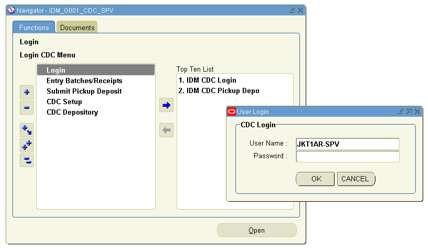 Navigator - IDM_G001_CDC_SPV
Functions
Documents
Login
Login CDC Menu
Login
Entry Batches/Receipts
Submit Pickup Deposit
CDC Setup
CDC Depository
Top Ten List
1. IDM CDC Login
2. IDM CDC Pickup Depo
Open
User Login
CDC Login
User Name : JKT1AR-SPV
Password :
OK
CANCEL